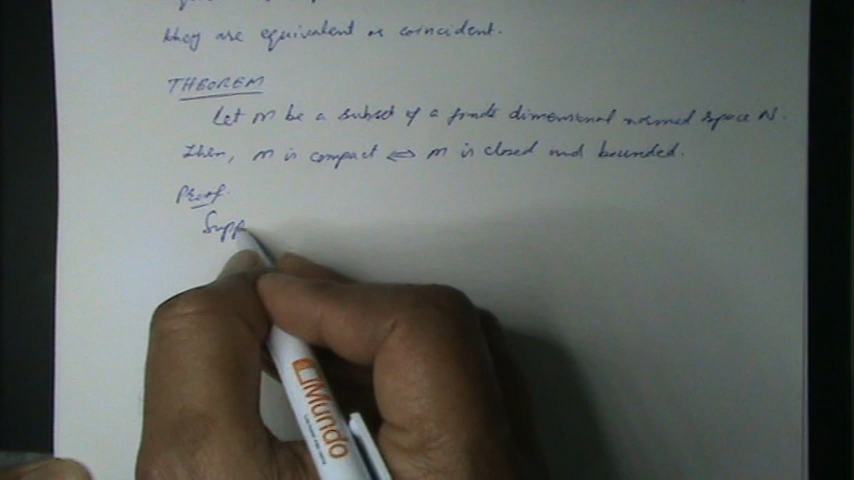 they are equivalent or coincident.
THEOREM
Let M be a subset of a finite dimensional normed space N.
Then, M is compact ⇔ M is closed and bounded.
Proof.
Supp
Mundo